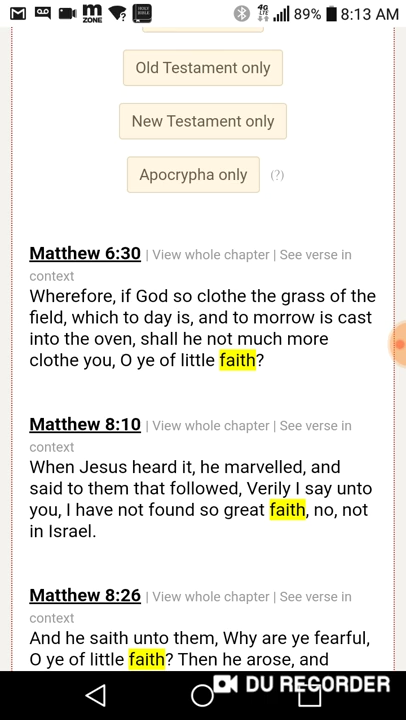 m
ZONE
?
HOLY
BIBLE
4G
LTE
89%
8:13 AM
Old Testament only
New Testament only
Apocrypha only (?)
Matthew 6:30 | View whole chapter | See verse in
context
Wherefore, if God so clothe the grass of the
field, which to day is, and to morrow is cast
into the oven, shall he not much more
clothe you, O ye of little faith?
Matthew 8:10 | View whole chapter | See verse in
context
When Jesus heard it, he marvelled, and
said to them that followed, Verily I say unto
you, I have not found so great faith, no, not
in Israel.
Matthew 8:26 | View whole chapter | See verse in
context
And he saith unto them, Why are ye fearful,
O ye of little faith? Then he arose, and
DU RECORDER